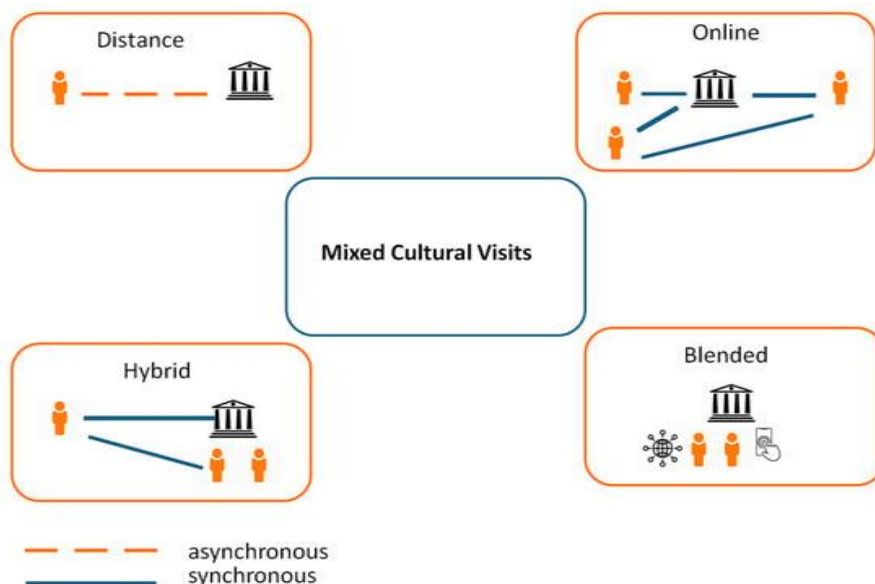 Distance
Online
Mixed Cultural Visits
Hybrid
Blended
asynchronous
synchronous